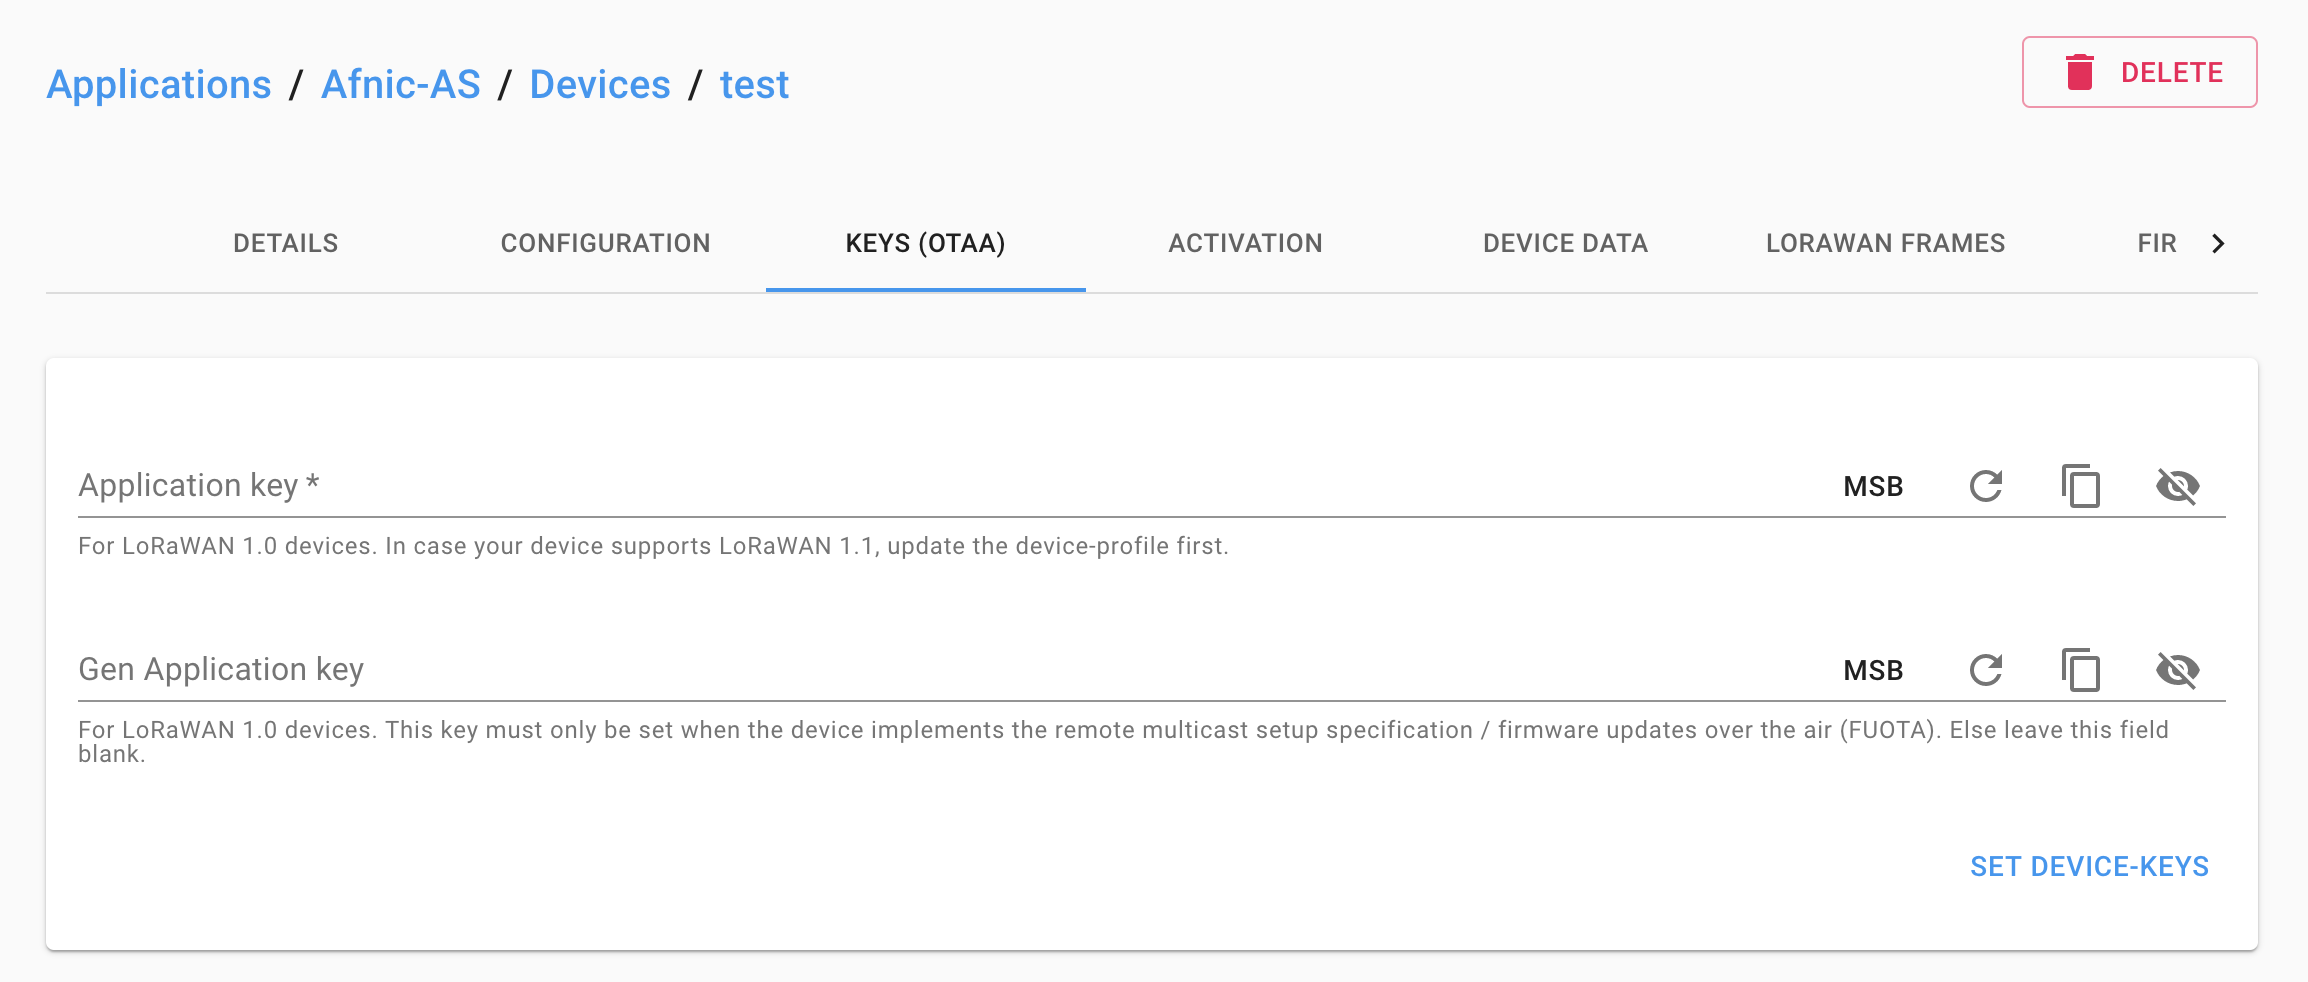 Applications / Afnic-AS / Devices / test
DELETE
DETAILS CONFIGURATION KEYS (OTAA) ACTIVATION DEVICE DATA LORAWAN FRAMES FIR
Application key *
MSB
For LoRaWAN 1.0 devices. In case your device supports LoRaWAN 1.1, update the device-profile first.
Gen Application key
MSB
For LoRaWAN 1.0 devices. This key must only be set when the device implements the remote multicast setup specification / firmware updates over the air (FUOTA). Else leave this field
blank.
SET DEVICE-KEYS